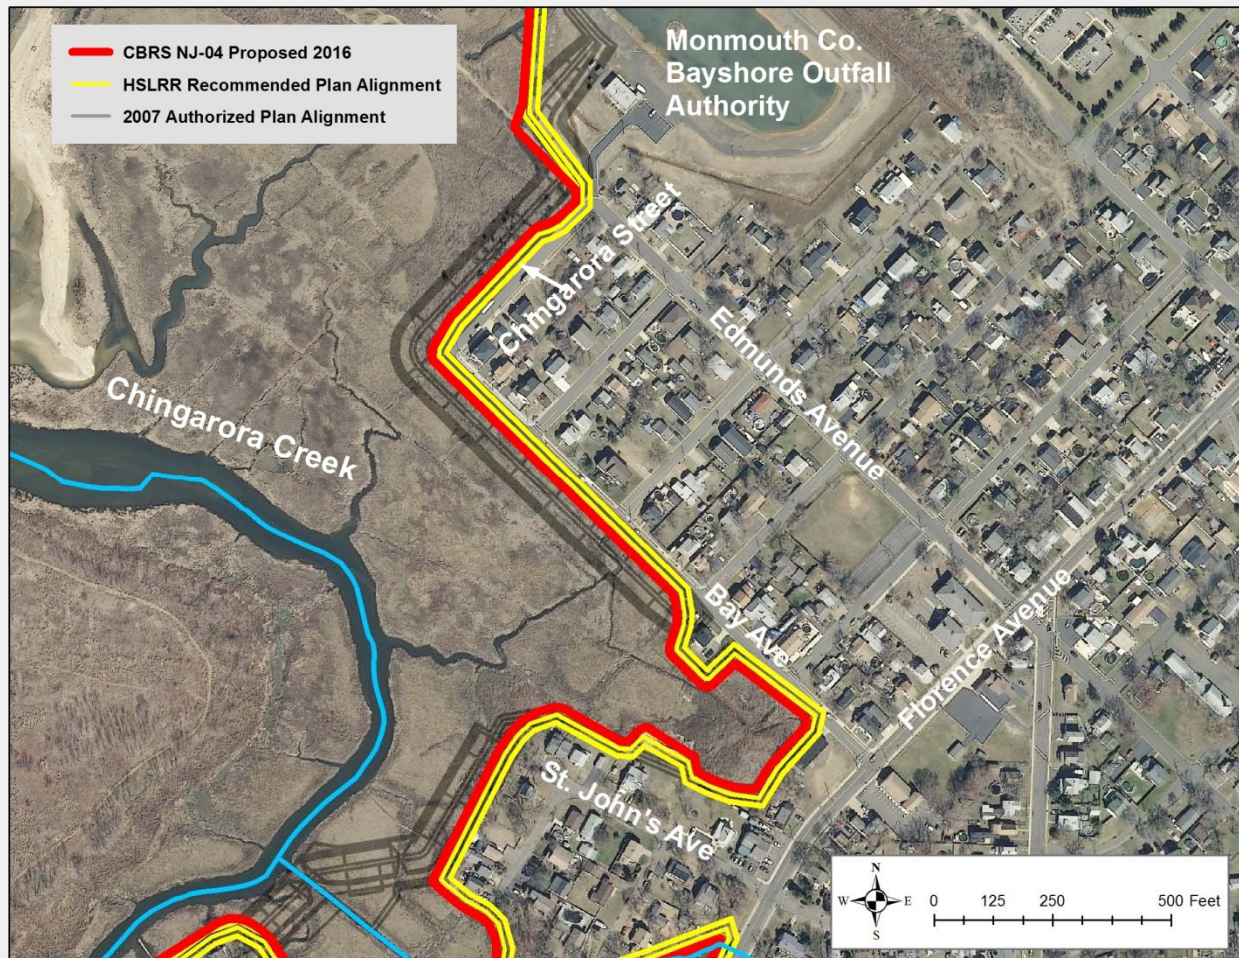 CBRS NJ-04 Proposed 2016
HSLRR Recommended Plan Alignment
2007 Authorized Plan Alignment
Monmouth Co.
Bayshore Outfall
Authority
Chingarora Street
Edmunds Avenue
Chingarora Creek
Bay Ave
Florence Avenue
St. John's Ave
N
W E
S
0 125 250 500 Feet